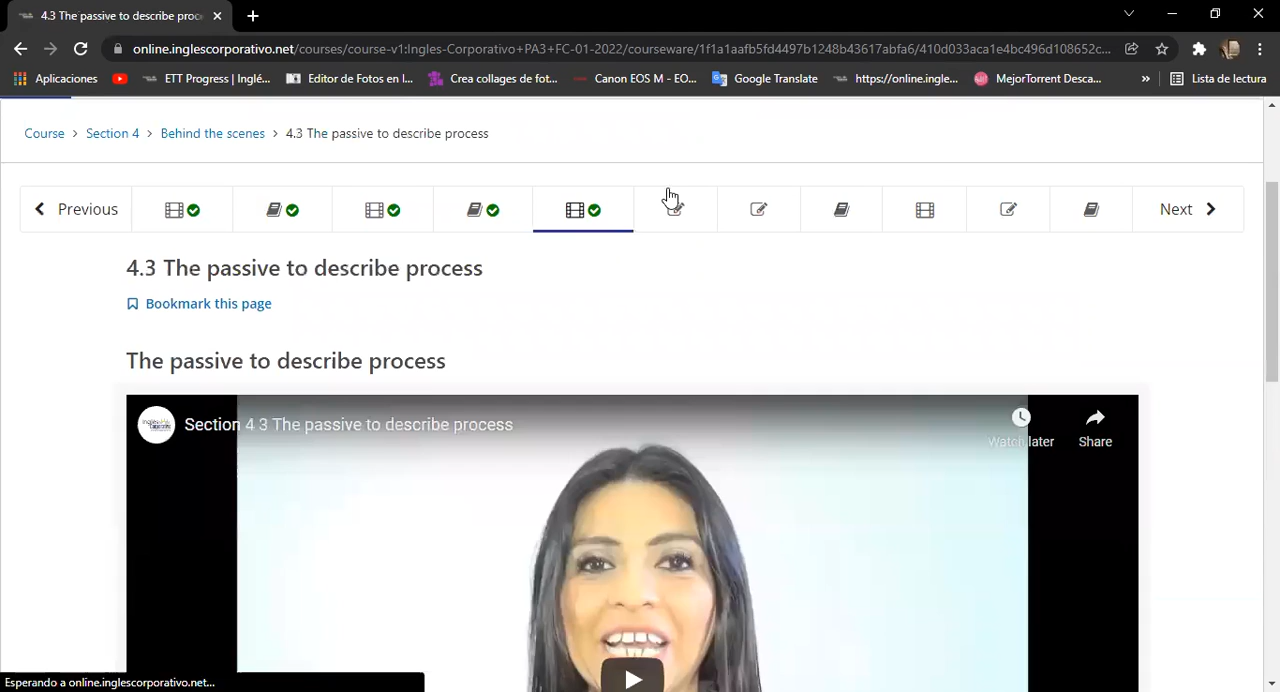 4.3 The passive to describe proc
online.inglescorporativo.net/courses/course-v1:Ingles-Corporativo+PA3+FC-01-2022/courseware/1f1a1aafb5fd4497b1248b43617abfa6/410d033aca1e4bc496d108652c...
Aplicaciones
ETT Progress | Inglé...
Editor de Fotos en l...
Crea collages de fot...
Canon EOS M - EO...
Google Translate
https://online.ingle...
MejorTorrent Desca...
»
Lista de lectura
Course > Section 4 > Behind the scenes > 4.3 The passive to describe process
Previous
Next
4.3 The passive to describe process
Bookmark this page
The passive to describe process
Section 4 3 The passive to describe process
Watch later
Share
Esperando a online.inglescorporativo.net...